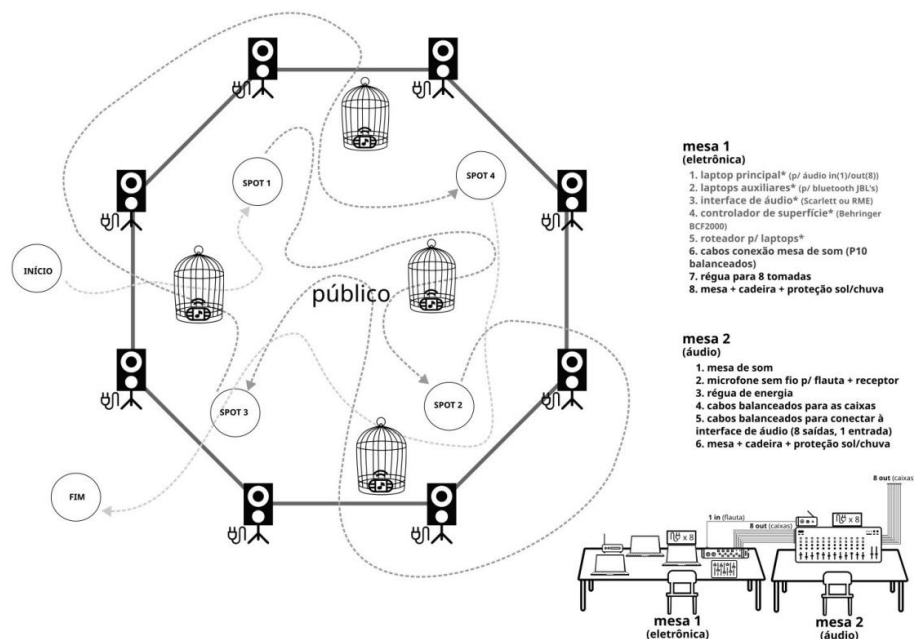 SPOT 1
SPOT 4
INÍCIO
público
SPOT 3
SPOT 2
FIM
mesa 1
(eletrônica)
1. laptop principal* (p/ áudio in(1)/out(8))
2. laptops auxiliares* (p/ bluetooth JBL's)
3. interface de áudio* (Scarlett ou RME)
4. controlador de superfície* (Behringer
BCF2000)
5. roteador p/ laptops*
6. cabos conexão mesa de som (P10
balanceados)
7. régua para 8 tomadas
8. mesa + cadeira + proteção sol/chuva
mesa 2
(áudio)
1. mesa de som
2. microfone sem fio p/ flauta + receptor
3. régua de energia
4. cabos balanceados para as caixas
5. cabos balanceados para conectar à
interface de áudio (8 saídas, 1 entrada)
6. mesa + cadeira + proteção sol/chuva
8 out (caixas)
1 in (flauta)
x 8
8 out (caixas)
x 8
mesa 1
(eletrônica)
mesa 2
(áudio)